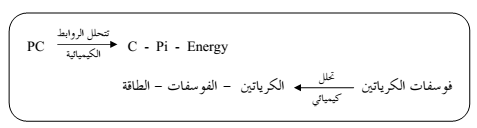 PC تتحلل الروابط الكيميائية C - Pi - Energy
فوسفات الكرياتين تحلل كيميائي الكرياتين – الفوسفات – الطاقة